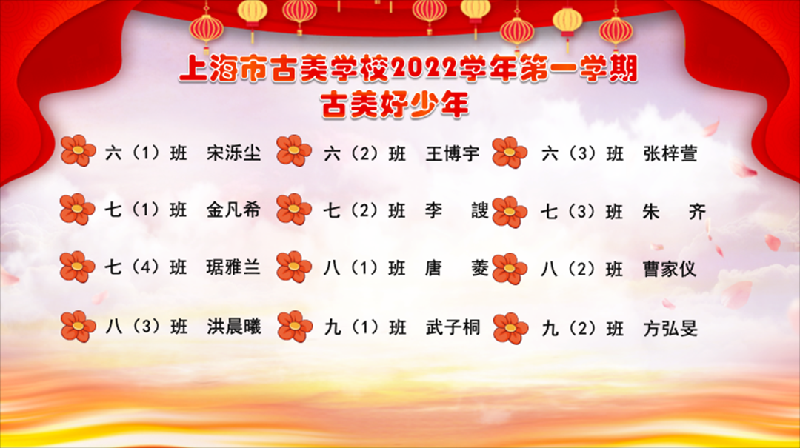 上海市古美学校2022学年第一学期
古美好少年
六（1）班 宋泺尘 六（2）班 王博宇 六（3）班 张梓萱
七（1）班 金凡希 七（2）班 李 謏 七（3）班 朱 齐
七（4）班 琚雅兰 八（1）班 唐 菱 八（2）班 曹家仪
八（3）班 洪晨曦 九（1）班 武子桐 九（2）班 方弘旻